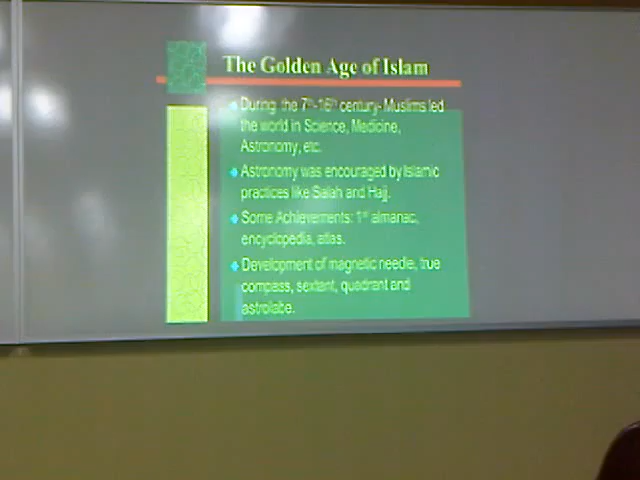 The Golden Age of Islam
During the 7th-16th century- Muslims led
the world in Science, Medicine,
Astronomy, etc.
Astronomy was encouraged by Islamic
practices like Salah and Hajj.
Some Achievements: 1st almanac,
encyclopedia, atlas.
Development of magnetic needle, true
compass, sextant, quadrant and
astrolabe.